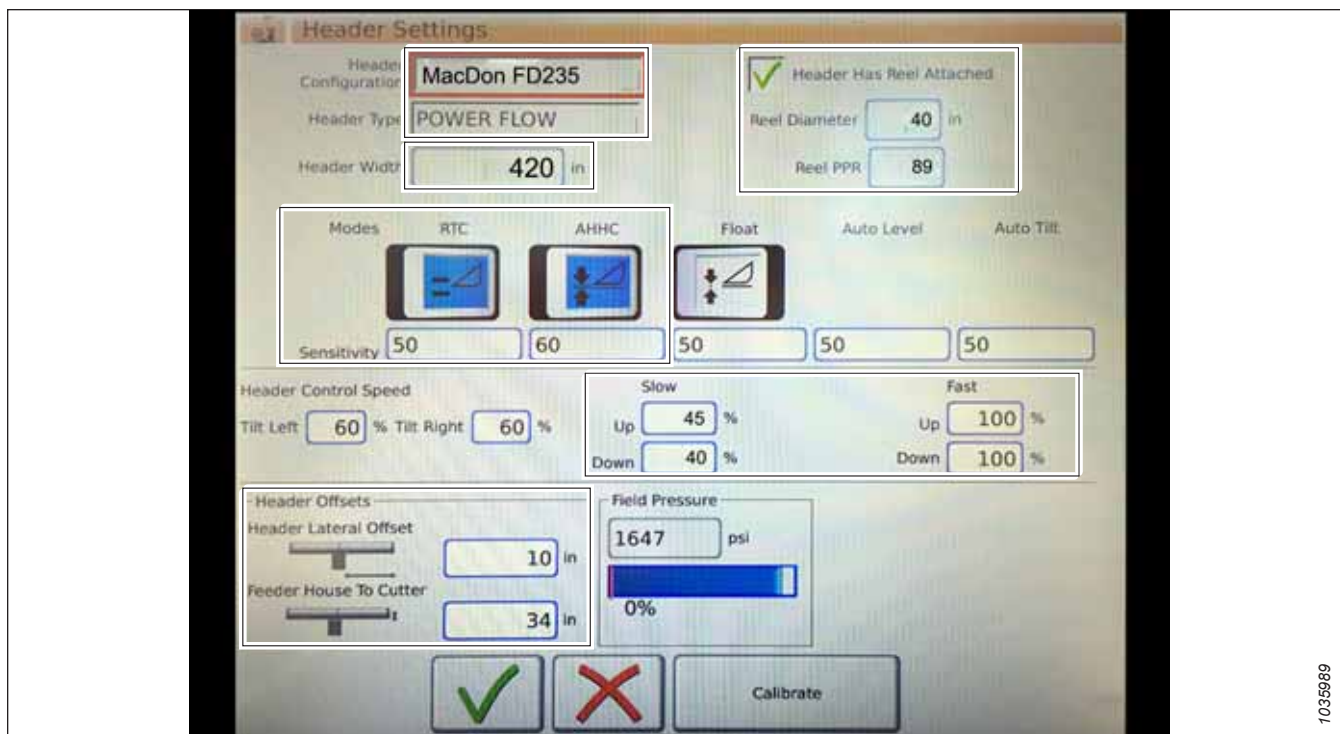 Header Settings
Header
Configuration
MacDon FD235
Header Has Reel Attached
Header Type
POWER FLOW
Reel Diameter 40 in
Header Width 420 in
Reel PPR 89
Modes RTC AHHC Float Auto Level Auto Tilt
Sensitivity 50 60 50 50 50
Header Control Speed
Slow Fast
Tilt Left 60 % Tilt Right 60 %
Up 45 % Up 100 %
Down 40 % Down 100 %
Header Offsets
Header Lateral Offset
10 in
Feeder House To Cutter
34 in
Field Pressure
1647 psi
0%
Calibrate
1035989